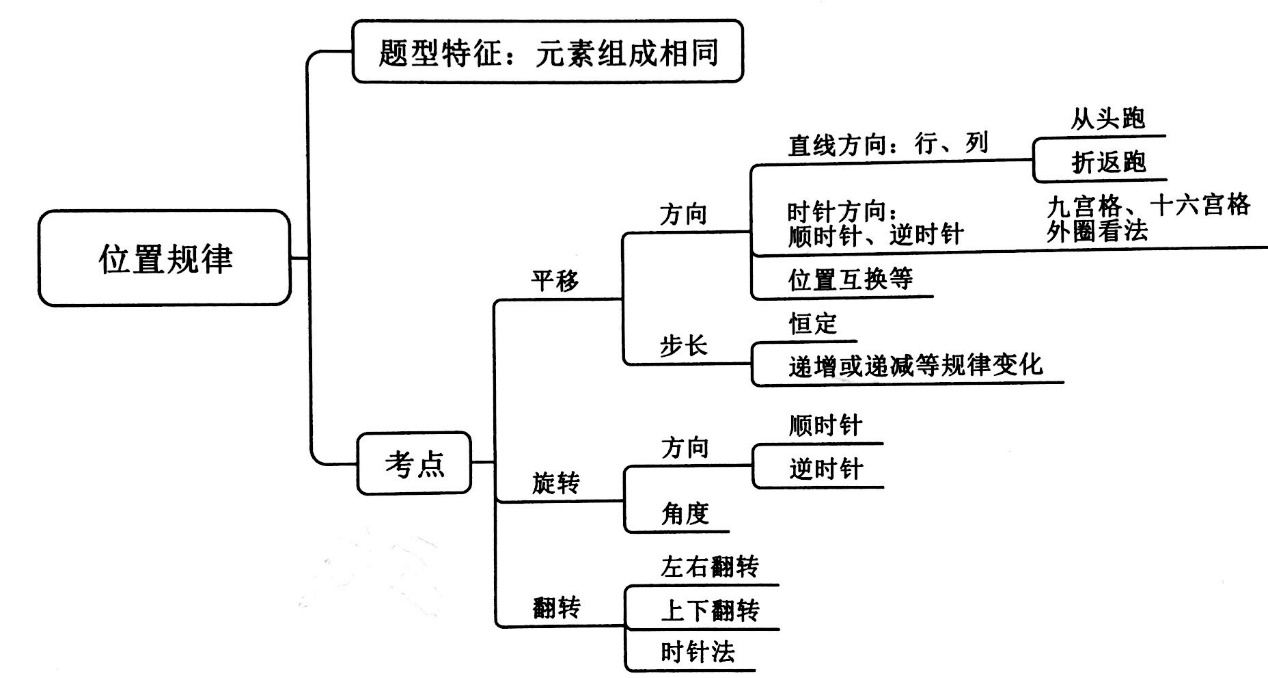 题型特征：元素组成相同
从头跑
直线方向：行、列
折返跑
方向
时针方向：
顺时针、逆时针
九宫格、十六宫格
外圈看法
位置规律
平移
位置互换等
步长
恒定
递增或递减等规律变化
考点
旋转
方向
顺时针
逆时针
角度
翻转
左右翻转
上下翻转
时针法